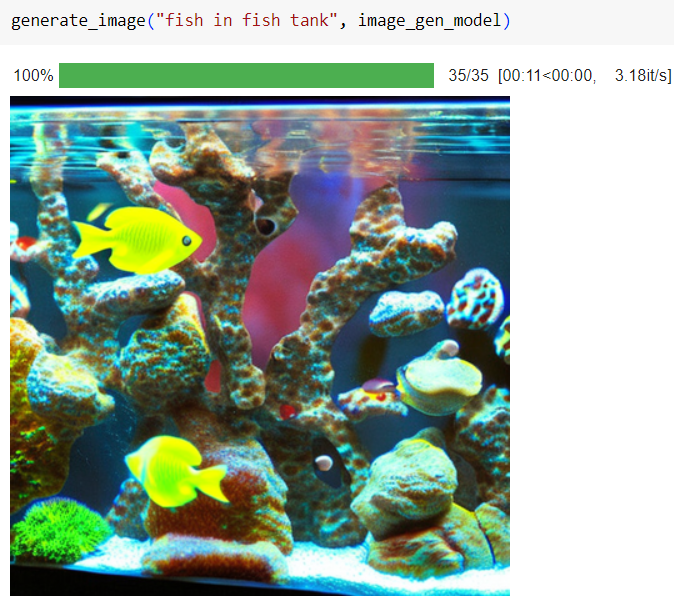 generate_image("fish in fish tank", image_gen_model)
100% 35/35 [00:11<00:00, 3.18it/s]